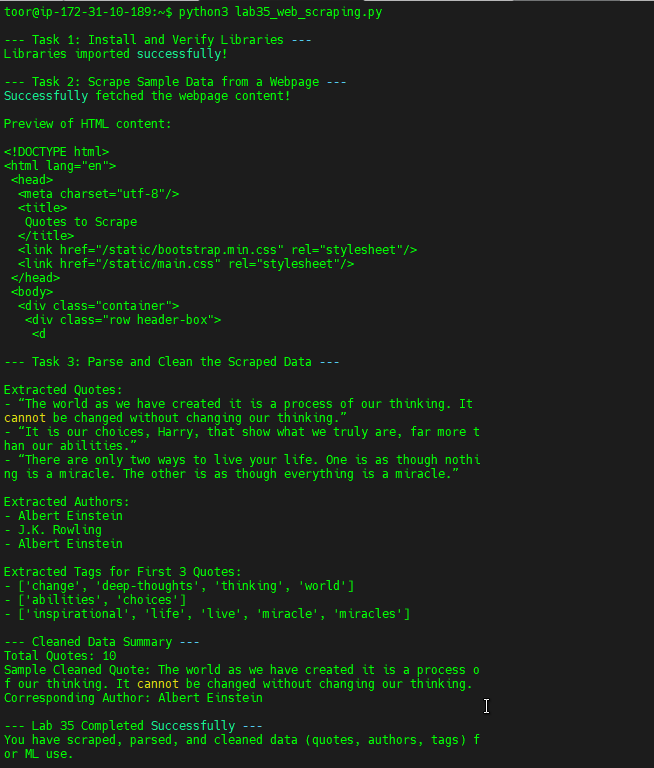 toor@ip-172-31-10-189:~$ python3 lab35_web_scraping.py
--- Task 1: Install and Verify Libraries ---
Libraries imported successfully!
--- Task 2: Scrape Sample Data from a Webpage ---
Successfully fetched the webpage content!
Preview of HTML content:
<!DOCTYPE html>
<html lang="en">
 <head>
  <meta charset="utf-8"/>
  <title>
   Quotes to Scrape
  </title>
  <link href="/static/bootstrap.min.css" rel="stylesheet"/>
  <link href="/static/main.css" rel="stylesheet"/>
 </head>
 <body>
  <div class="container">
   <div class="row header-box">
    <d
--- Task 3: Parse and Clean the Scraped Data ---
Extracted Quotes:
- “The world as we have created it is a process of our thinking. It
cannot be changed without changing our thinking.”
- “It is our choices, Harry, that show what we truly are, far more t
han our abilities.”
- “There are only two ways to live your life. One is as though nothi
ng is a miracle. The other is as though everything is a miracle.”
Extracted Authors:
- Albert Einstein
- J.K. Rowling
- Albert Einstein
Extracted Tags for First 3 Quotes:
- ['change', 'deep-thoughts', 'thinking', 'world']
- ['abilities', 'choices']
- ['inspirational', 'life', 'live', 'miracle', 'miracles']
--- Cleaned Data Summary ---
Total Quotes: 10
Sample Cleaned Quote: The world as we have created it is a process o
f our thinking. It cannot be changed without changing our thinking.
Corresponding Author: Albert Einstein
--- Lab 35 Completed Successfully ---
You have scraped, parsed, and cleaned data (quotes, authors, tags) f
or ML use.